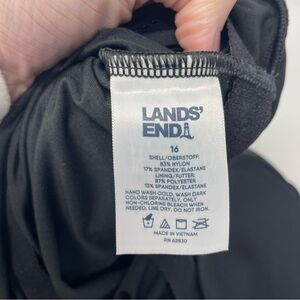 LANDS'
END
16
SHELL/OBERSTOFF:
83% NYLON
17% SPANDEX/ELASTANE
LINING/FUTTER:
87% POLYESTER
13% SPANDEX/ELASTANE
HAND WASH COLD. WASH DARK
COLORS SEPARATELY, ONLY
NON-CHLORINE BLEACH WHEN
NEEDED, LINE DRY, DO NOT IRON.
MADE IN VIETNAM
RN 62830